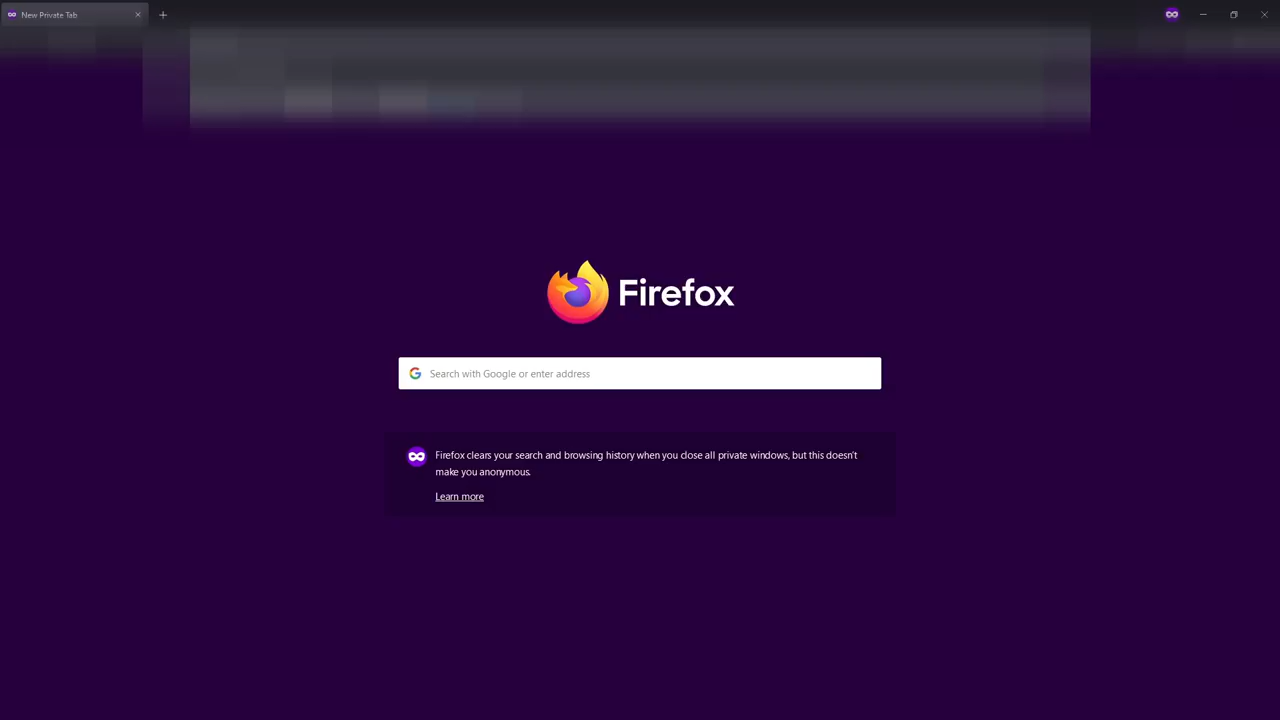 New Private Tab
Firefox
Search with Google or enter address
Firefox clears your search and browsing history when you close all private windows, but this doesn't
make you anonymous.
Learn more